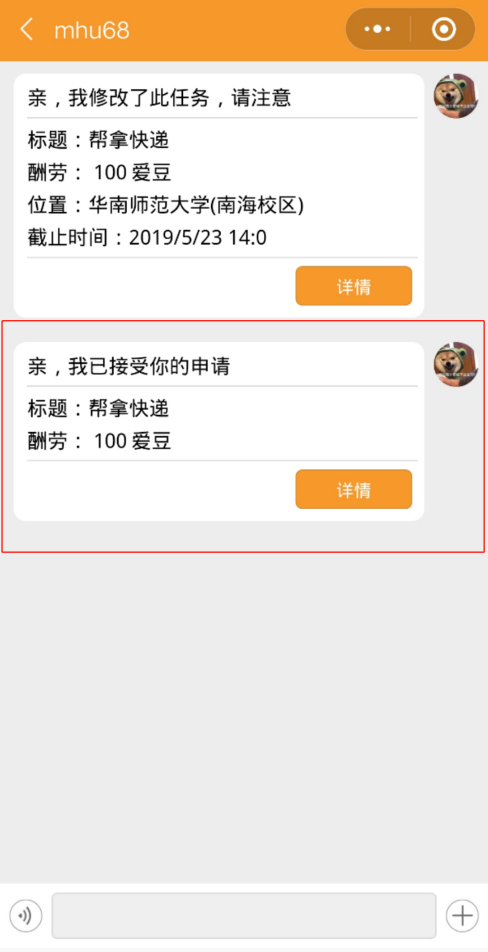 mhu68
亲，我修改了此任务，请注意
标题：帮拿快递
酬劳： 100 爱豆
位置：华南师范大学(南海校区)
截止时间：2019/5/23 14:0
详情
亲，我已接受你的申请
标题：帮拿快递
酬劳： 100 爱豆
详情